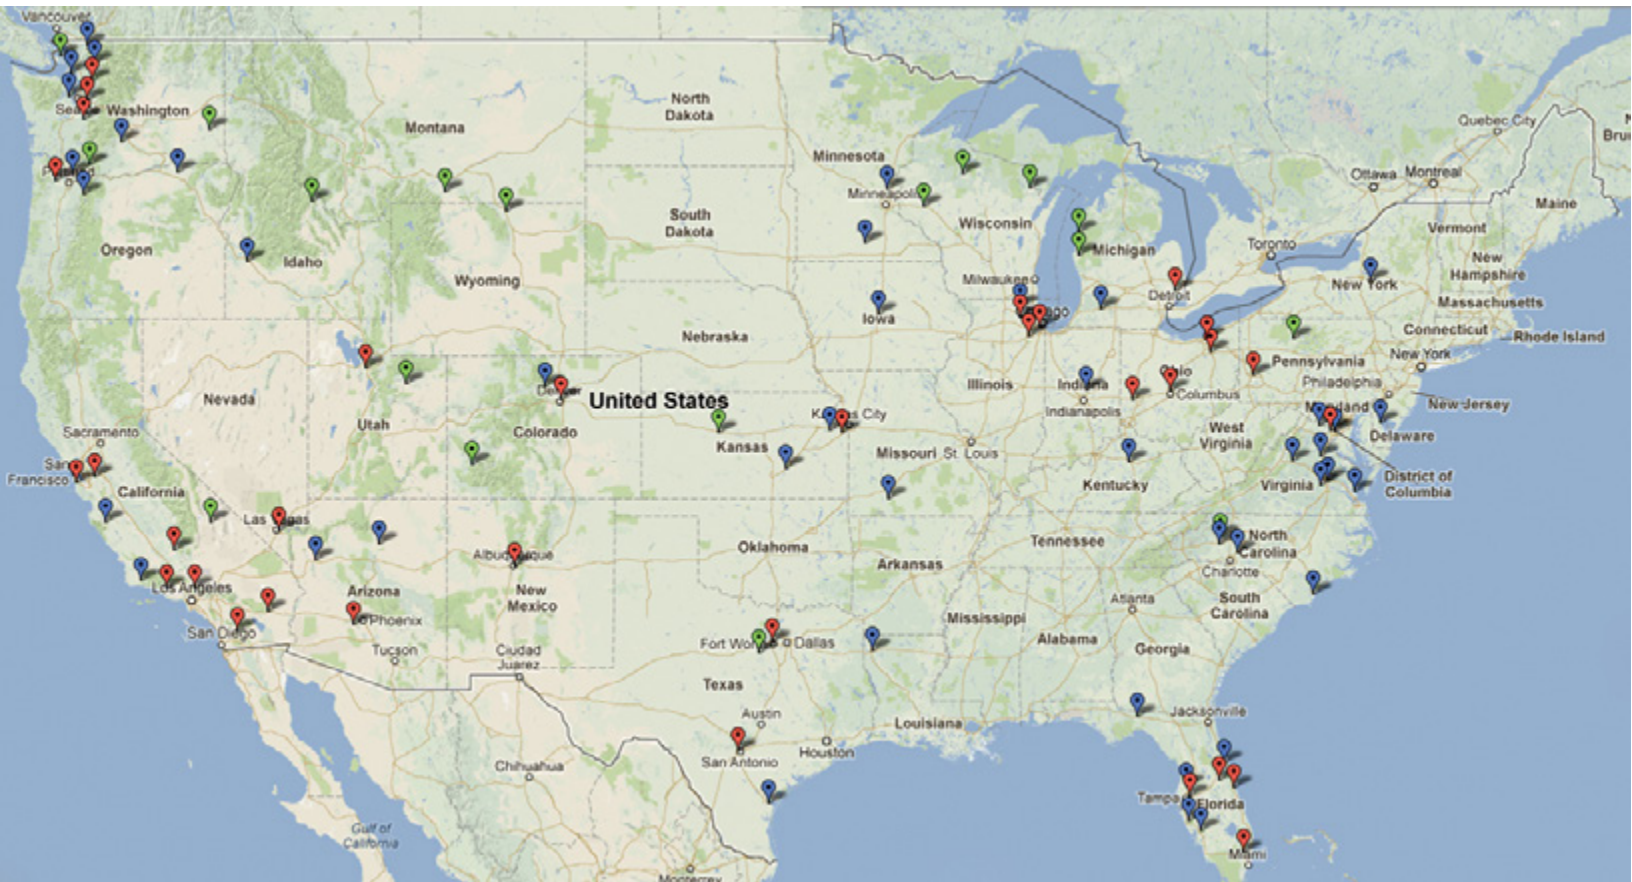 Vancouver
Quebec City
North
Dakota
Washington
Montana
Minnesota
Ottawa
Montreal
Minneapolis
Maine
South
Dakota
Wisconsin
Vermont
Oregon
Idaho
Michigan
Toronto
New
Hampshire
Wyoming
Milwaukee
New York
Detroit
Massachusetts
Iowa
Connecticut
Rhode Island
Nebraska
New York
Pennsylvania
Illinois
Philadelphia
Columbus
Nevada
United States
New Jersey
Indianapolis
Utah
Colorado
Sacramento
West
Virginia
Delaware
Kansas
Missouri
St. Louis
San
Francisco
Kentucky
Virginia
District of
Columbia
California
North
Carolina
Oklahoma
Tennessee
Arkansas
Charlotte
Los Angeles
Arizona
New
Mexico
Atlanta
South
Carolina
Phoenix
Mississippi
San Diego
Dallas
Alabama
Georgia
Tucson
Ciudad
Juarez
Texas
Austin
Jacksonville
Louisiana
Houston
San Antonio
Chihuahua
Tampa
Florida
Gulf of
California
Miami
Monterrey